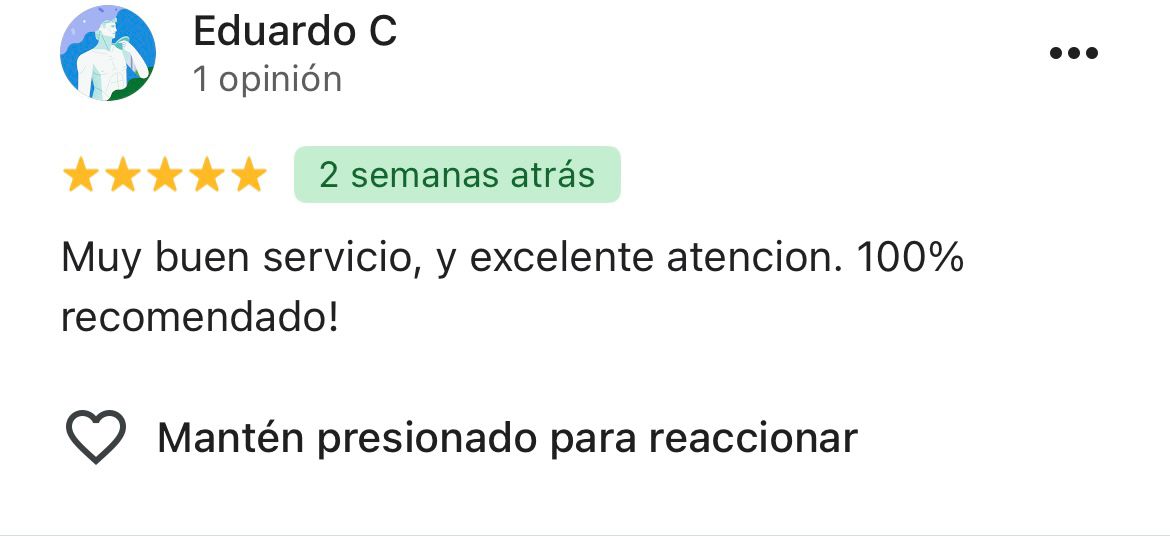 Eduardo C
1 opinión
2 semanas atrás
Muy buen servicio, y excelente atencion. 100%
recomendado!
Mantén presionado para reaccionar